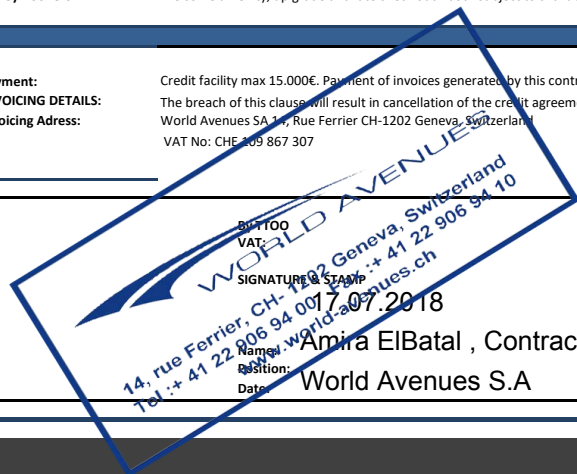 yment:
Credit facility max 15.000€. Payment of invoices generated by this contr
OICING DETAILS:
The breach of this clause will result in cancellation of the credit agreem
oicing Adress:
World Avenues SA 14, Rue Ferrier CH-1202 Geneva, Switzerland
VAT No: CHE 109 867 307
By TTOO
VAT:
SIGNATURE & STAMP
17.07.2018
Name: Amira ElBatal , Contrac
Position:
Date: World Avenues S.A
WORLD AVENUES
14, rue Ferrier, CH- 1202 Geneva, Switzerland
Tel :+ 41 22 906 94 00, Fax :+ 41 22 906 94 10
www.world-avenues.ch